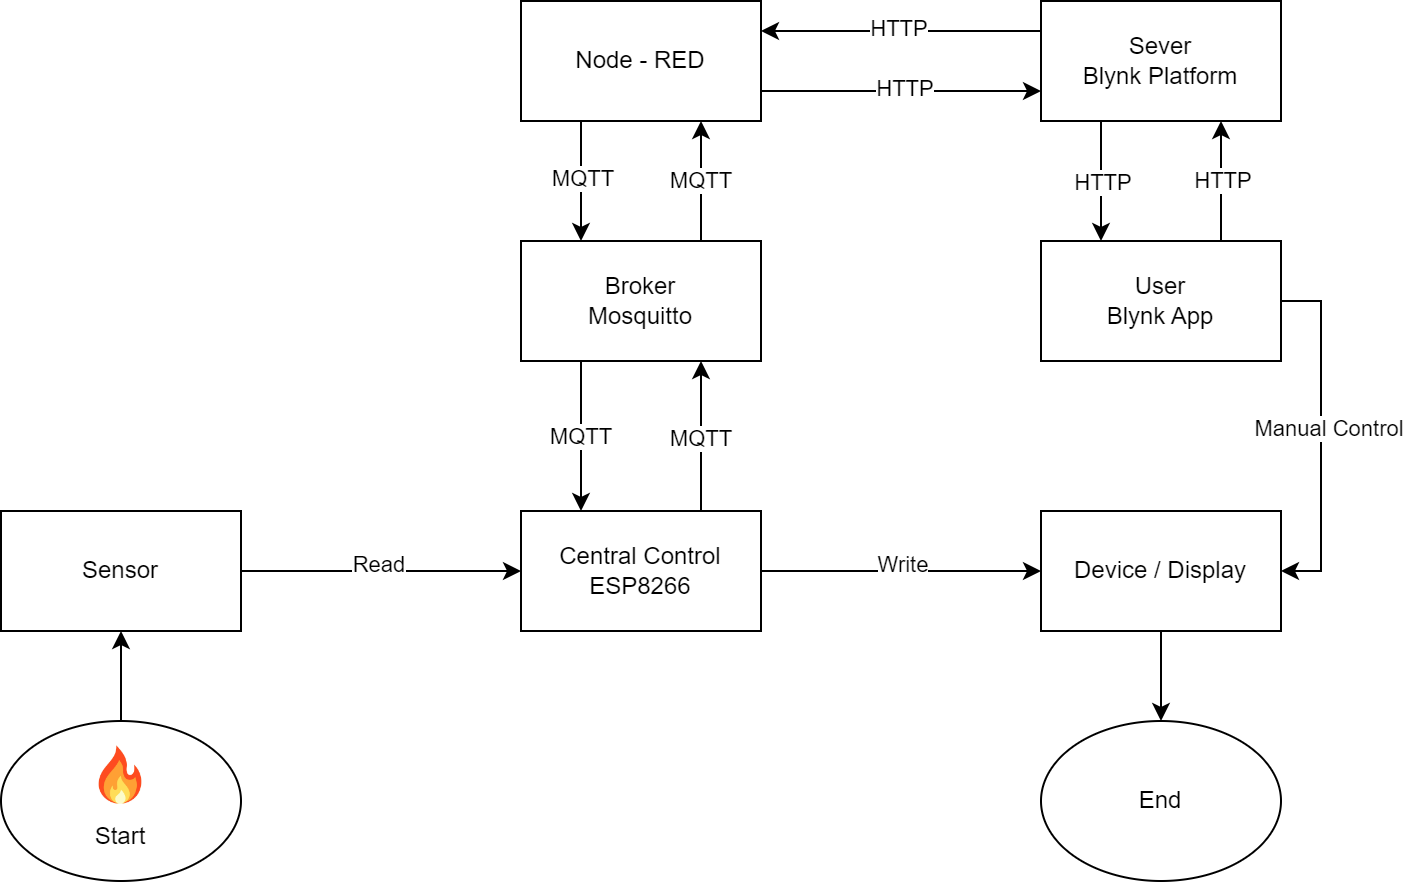 HTTP
Node - RED
Sever
Blynk Platform
HTTP
MQTT
MQTT
HTTP
HTTP
Broker
Mosquitto
User
Blynk App
MQTT
MQTT
Manual Control
Sensor
Read
Central Control
ESP8266
Write
Device / Display
Start
End